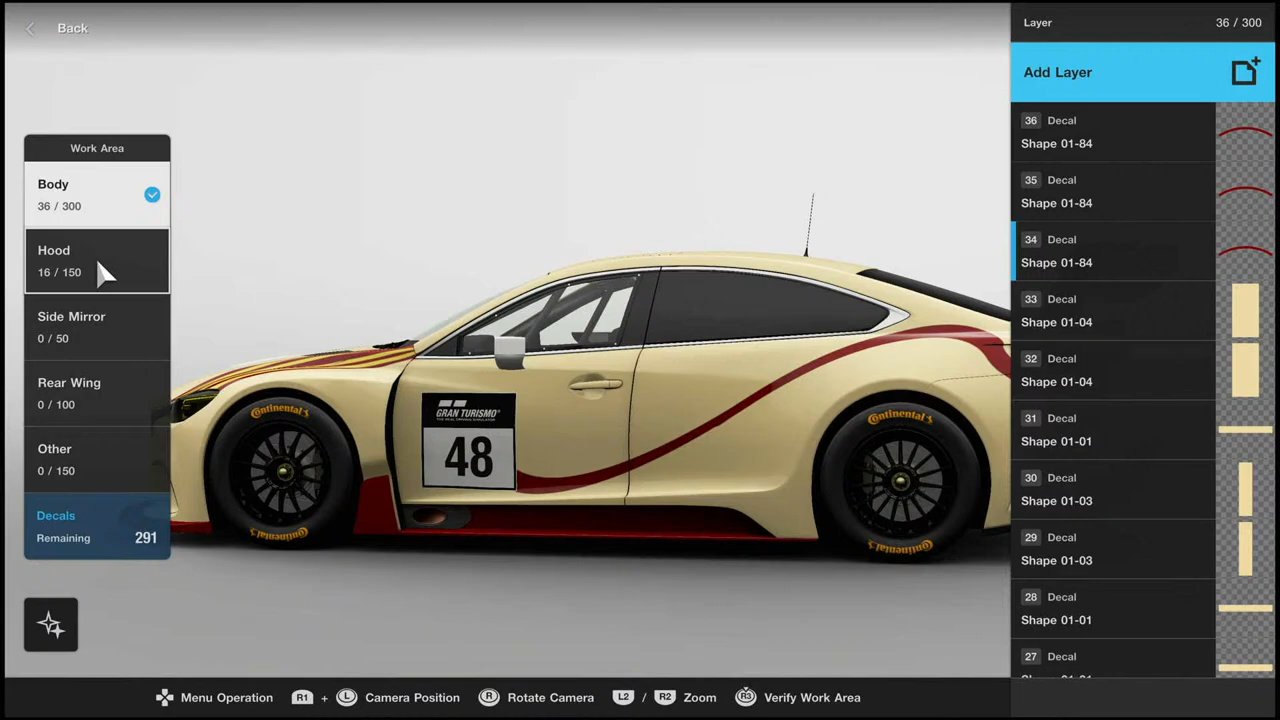 Back
Work Area
Body
36 / 300
Hood
16 / 150
Side Mirror
0 / 50
Rear Wing
0 / 100
Other
0 / 150
Decals
Remaining 291
Continental
Continental
GRAN TURISMO
THE REAL DRIVING SIMULATOR
48
Continental
Continental
Layer 36 / 300
Add Layer
36 Decal
Shape 01-84
35 Decal
Shape 01-84
34 Decal
Shape 01-84
33 Decal
Shape 01-04
32 Decal
Shape 01-04
31 Decal
Shape 01-01
30 Decal
Shape 01-03
29 Decal
Shape 01-03
28 Decal
Shape 01-01
27 Decal
Menu Operation R1 + L Camera Position R Rotate Camera L2 / R2 Zoom R3 Verify Work Area